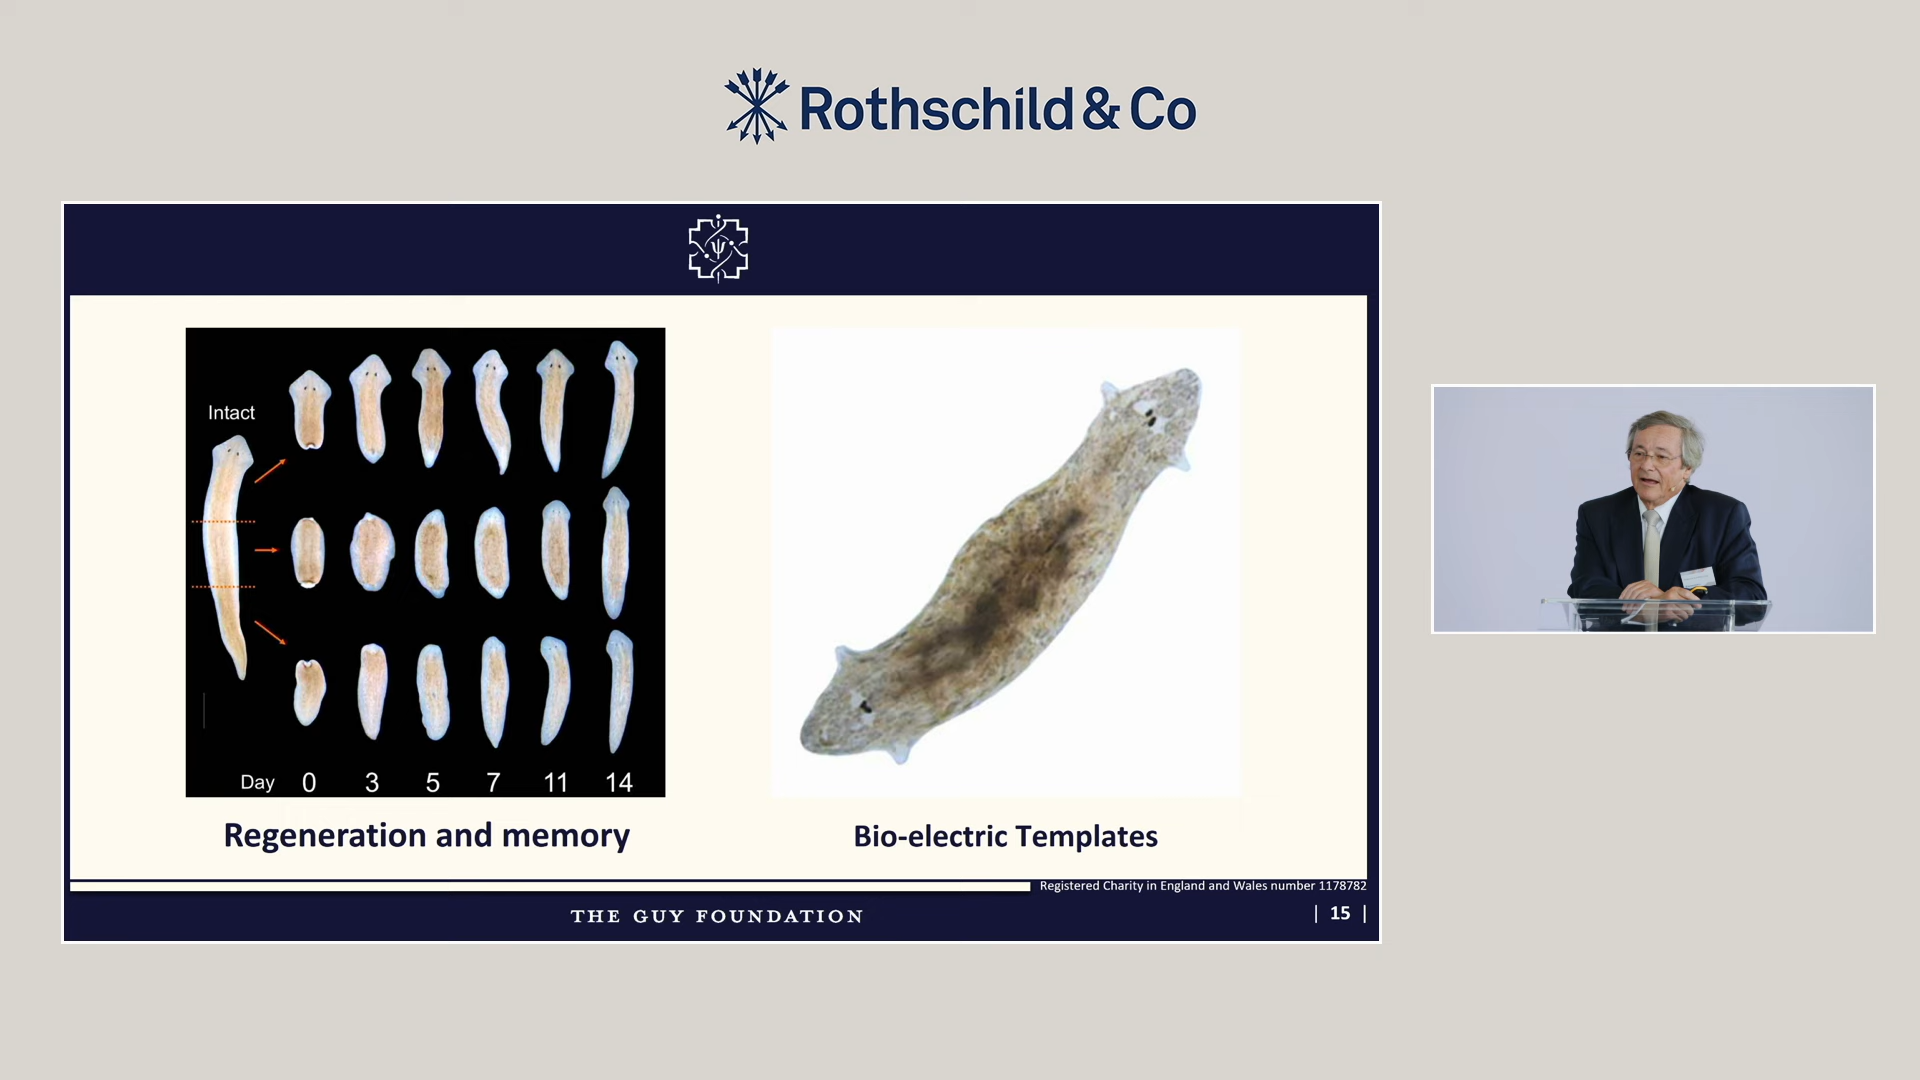 Rothschild & Co
Intact
Day 0 3 5 7 11 14
Regeneration and memory
Bio-electric Templates
Registered Charity in England and Wales number 1178782
THE GUY FOUNDATION
| 15 |